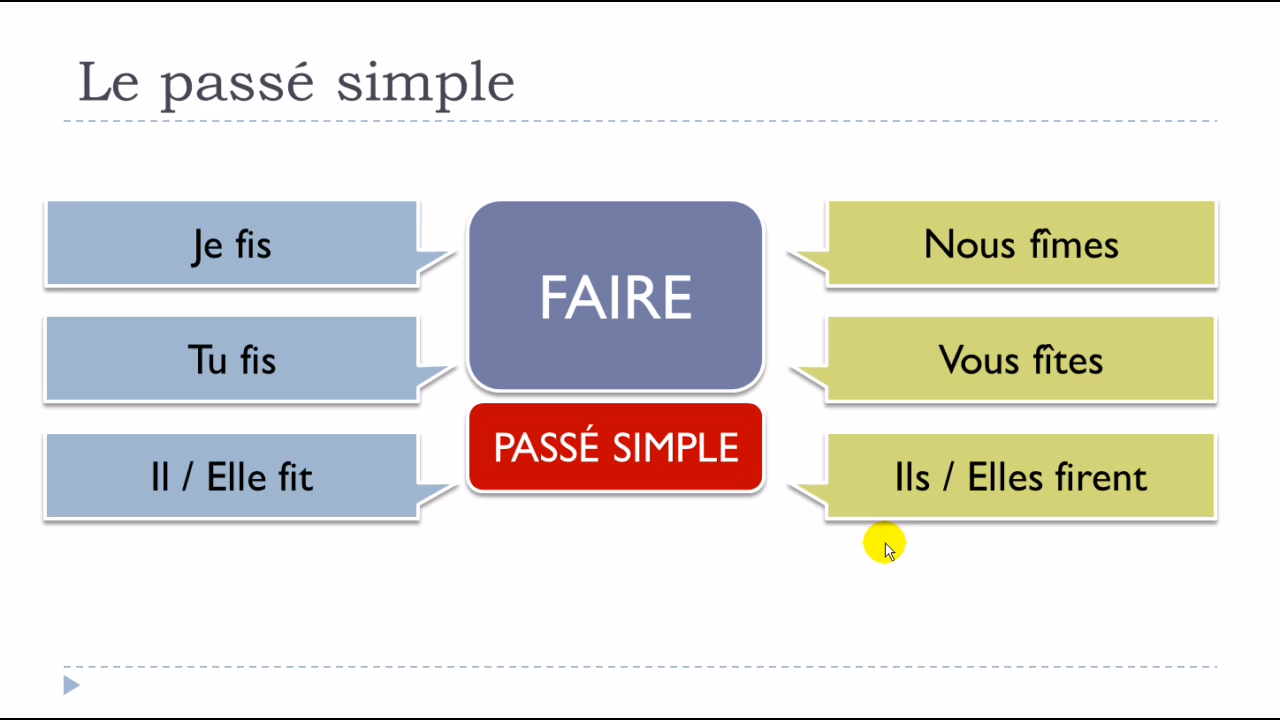 Le passé simple
Je fis
Tu fis
Il / Elle fit
FAIRE
PASSÉ SIMPLE
Nous fîmes
Vous fîtes
Ils / Elles firent